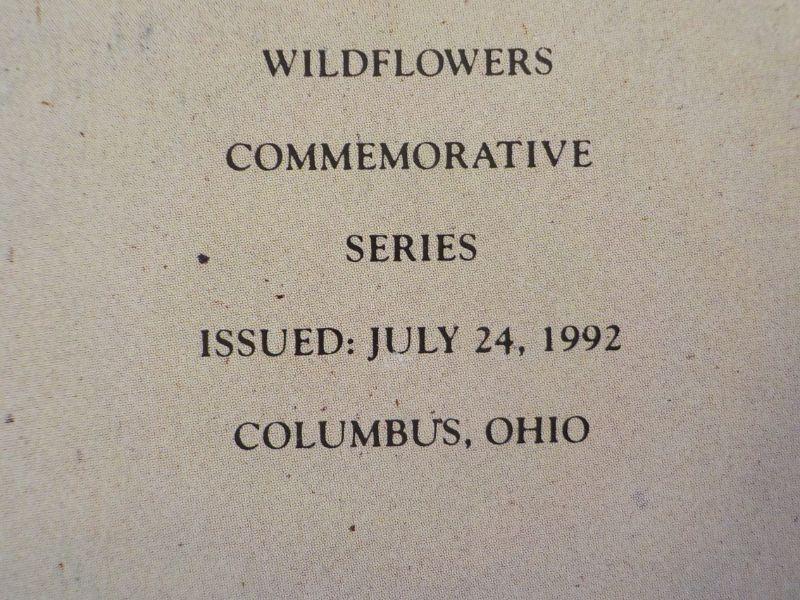 WILDFLOWERS
COMMEMORATIVE
SERIES
ISSUED: JULY 24, 1992
COLUMBUS, OHIO